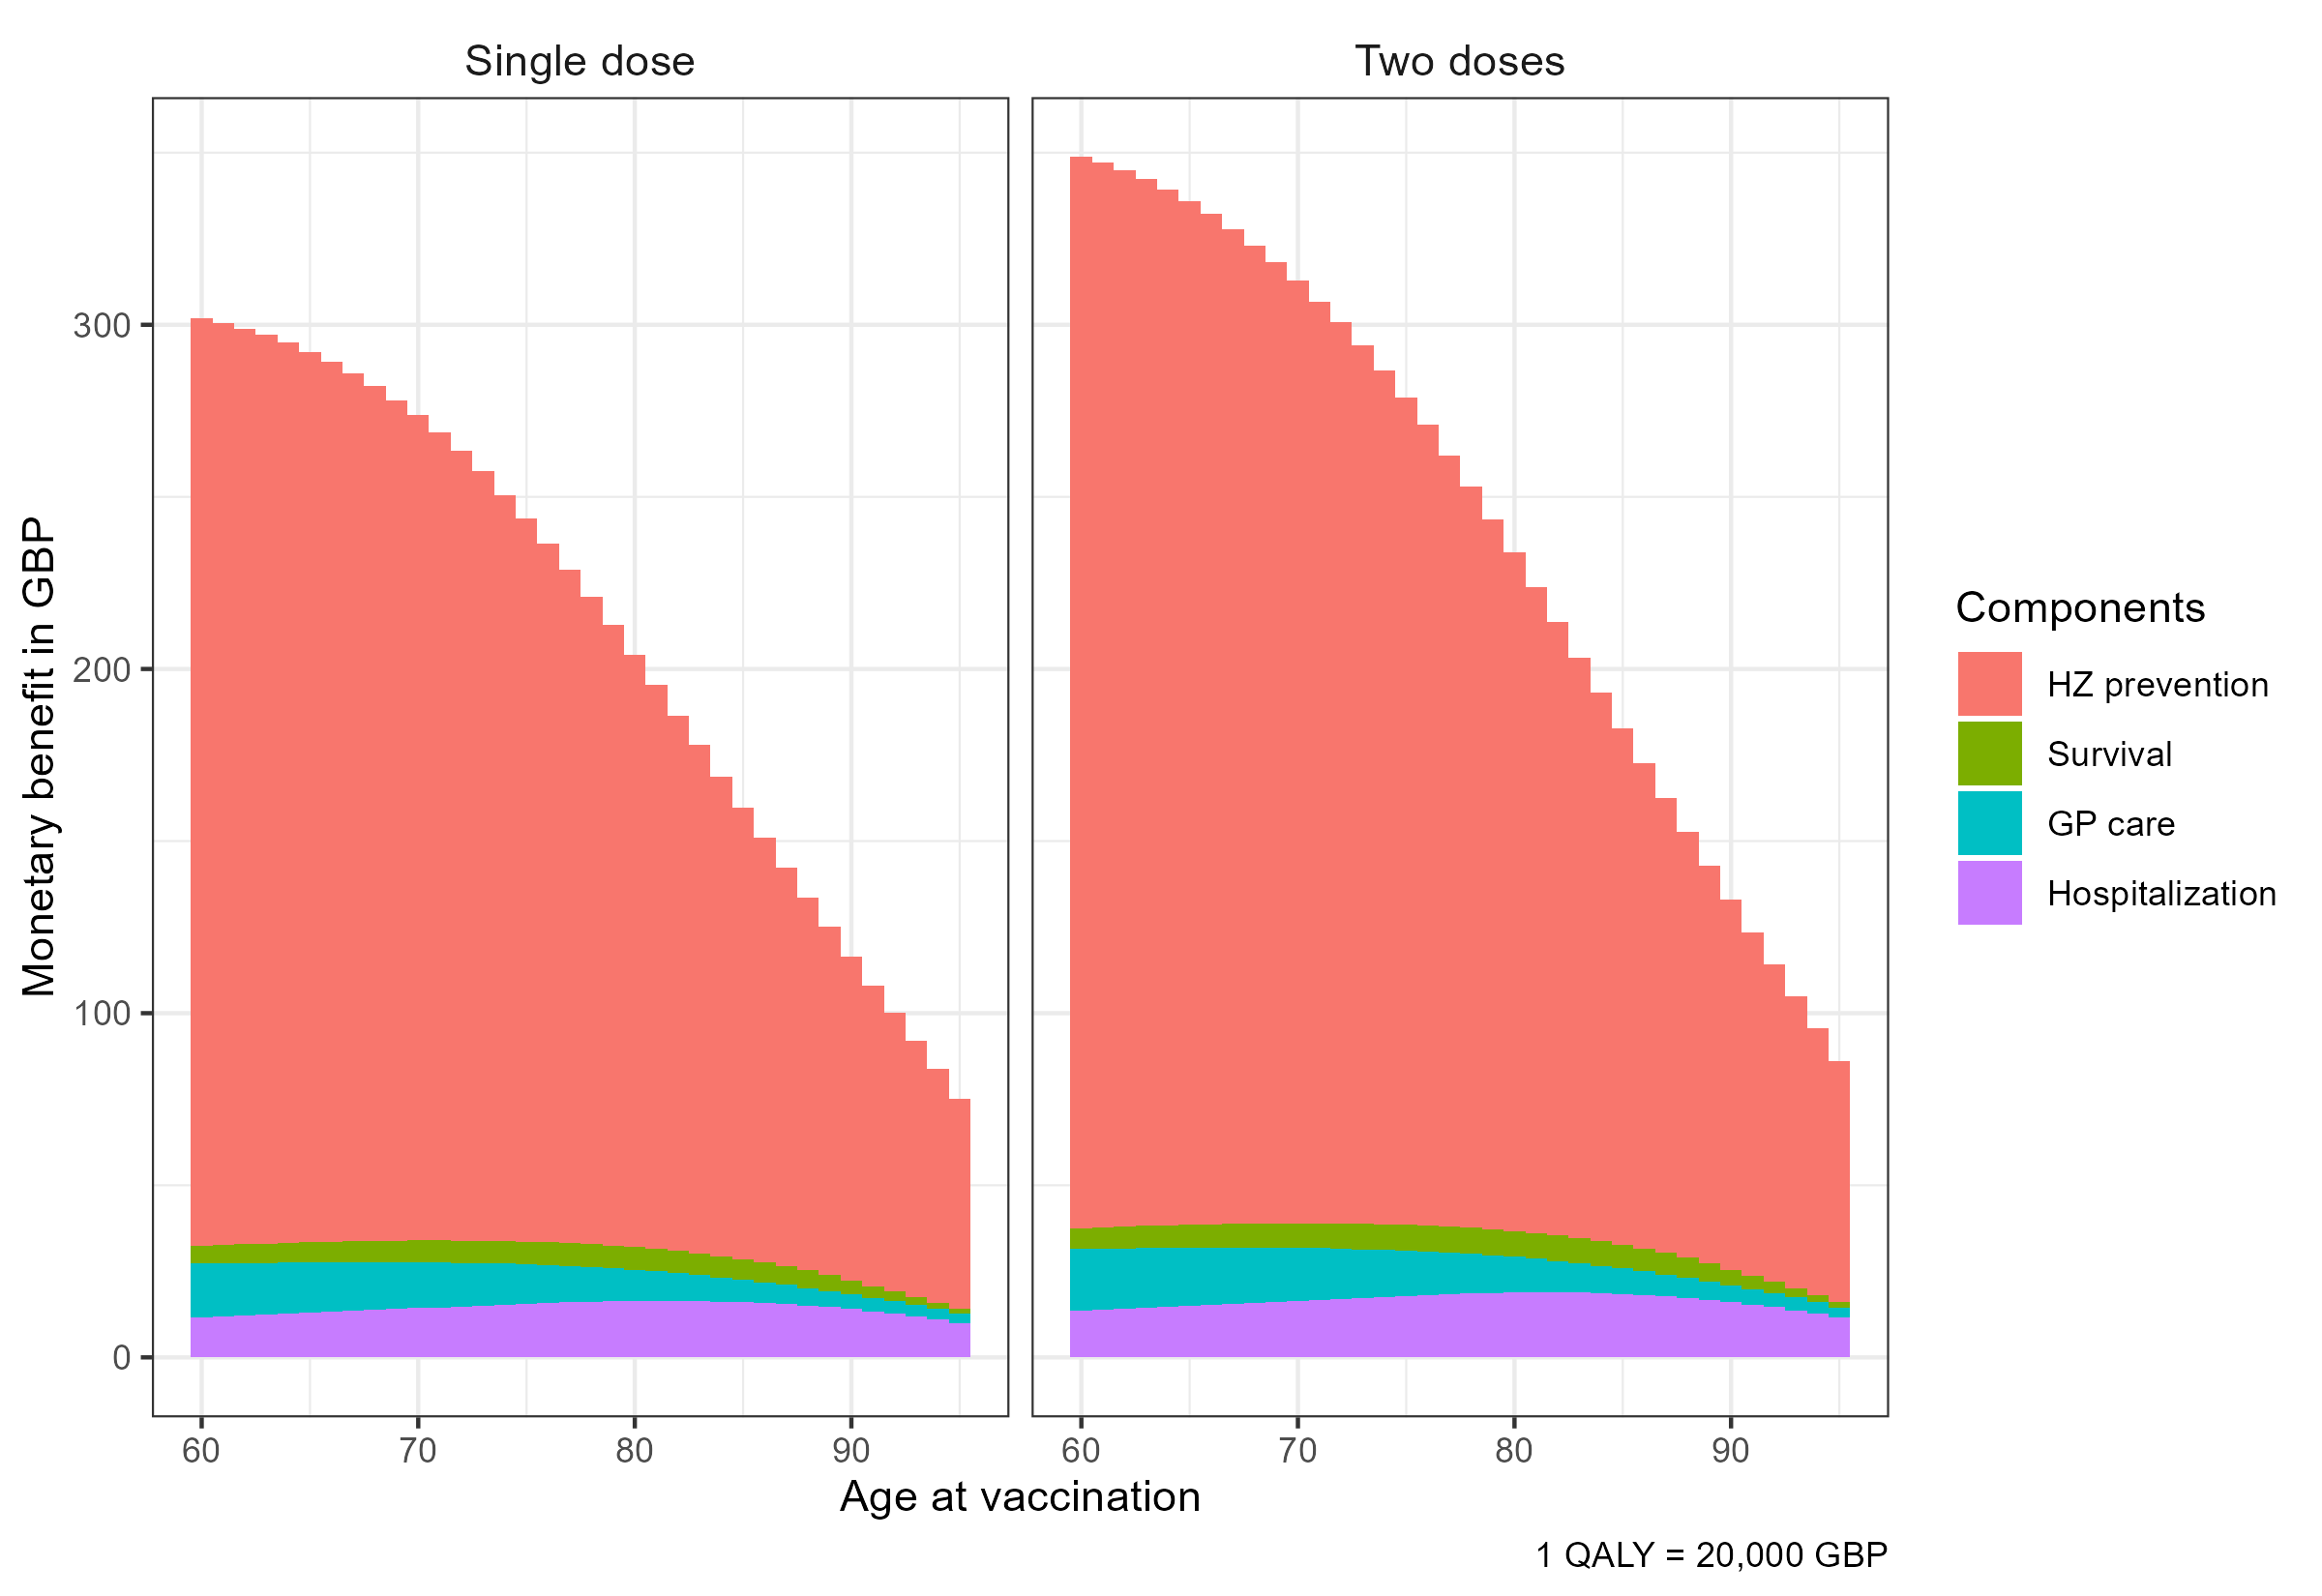 Single dose
Two doses
Monetary benefit in GBP
300
200
100
0
60 70 80 90
60 70 80 90
Age at vaccination
1 QALY = 20,000 GBP
Components
HZ prevention
Survival
GP care
Hospitalization